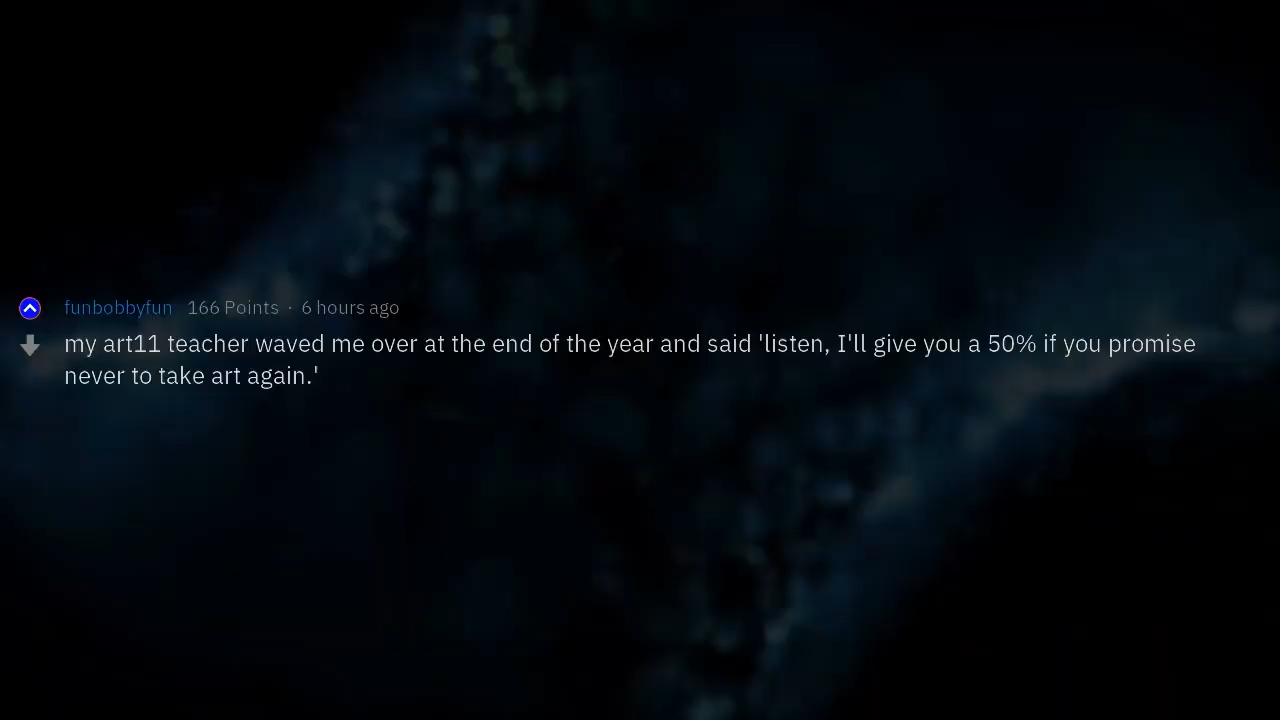 funbobbyfun 166 Points · 6 hours ago
my art11 teacher waved me over at the end of the year and said 'listen, I'll give you a 50% if you promise
never to take art again.'